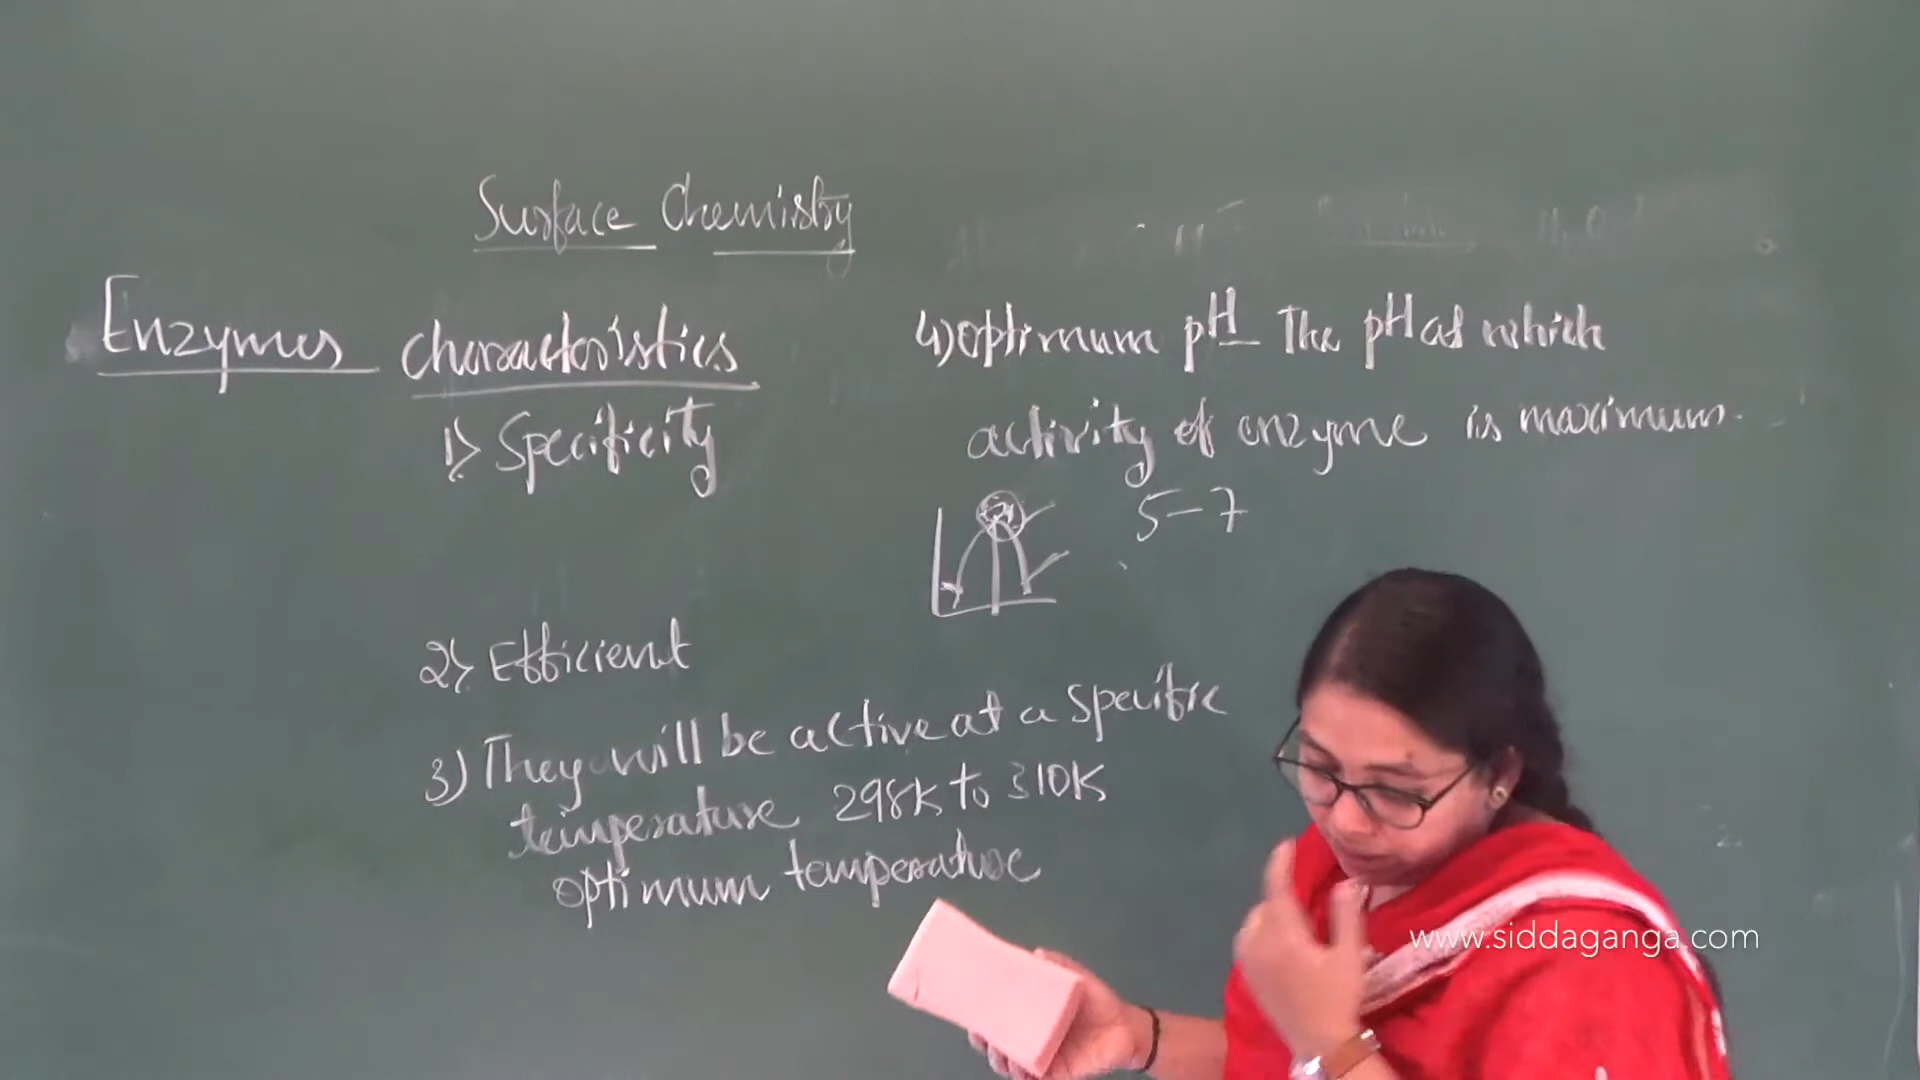 Surface Chemistry
Enzymes characteristics
1) Specificity
2) Efficient
3) They will be active at a specific
temperature 298K to 310K
optimum temperature
4) optimum pH The pH at which
activity of enzyme is maximum.
5-7
www.siddaganga.com